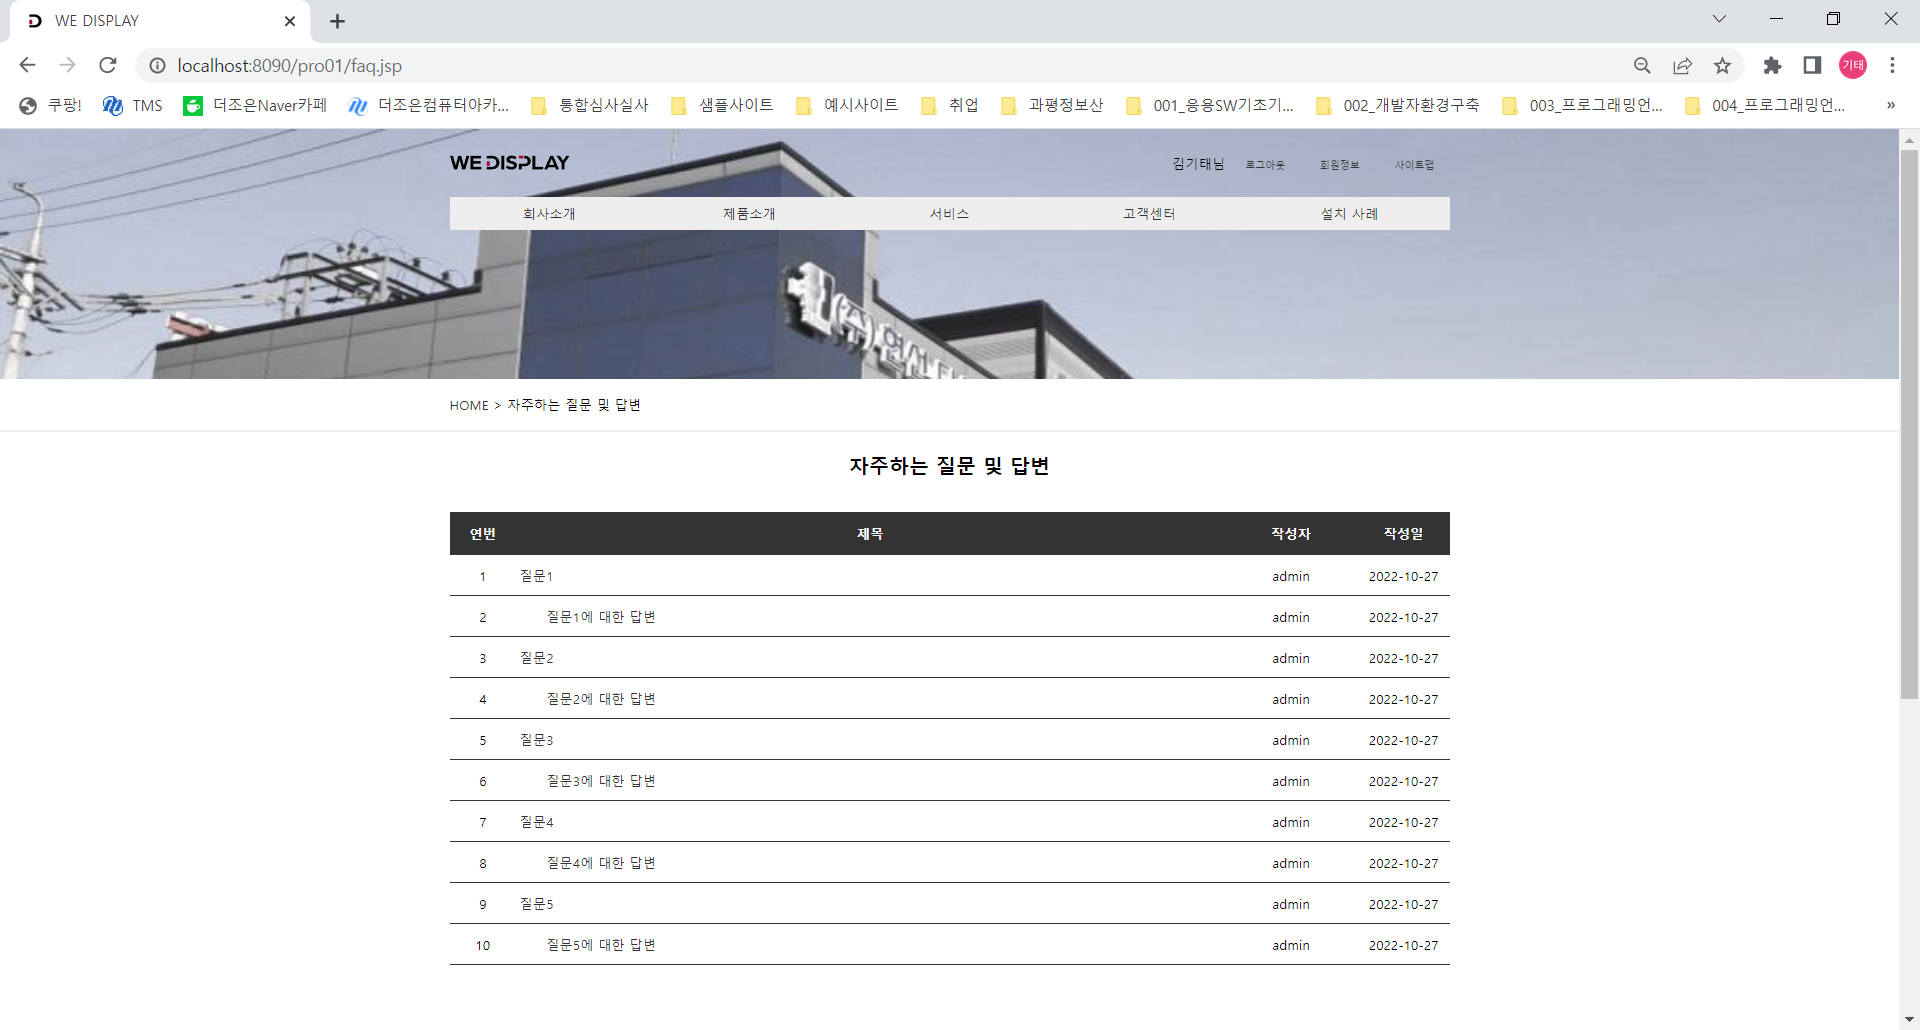 WE DISPLAY
localhost:8090/pro01/faq.jsp
기태
쿠팡! TMS 더조은Naver카페 더조은컴퓨터아카... 통합심사실사 샘플사이트 예시사이트 취업 과평정보산 001_응용SW기초기... 002_개발자환경구축 003_프로그래밍언... 004_프로그래밍언... »
WE DISPLAY 김기태님 로그아웃 회원정보 사이트맵
회사소개 제품소개 서비스 고객센터 설치 사례
(주)연선
HOME > 자주하는 질문 및 답변
자주하는 질문 및 답변
연번 제목 작성자 작성일
1 질문1 admin 2022-10-27
2 질문1에 대한 답변 admin 2022-10-27
3 질문2 admin 2022-10-27
4 질문2에 대한 답변 admin 2022-10-27
5 질문3 admin 2022-10-27
6 질문3에 대한 답변 admin 2022-10-27
7 질문4 admin 2022-10-27
8 질문4에 대한 답변 admin 2022-10-27
9 질문5 admin 2022-10-27
10 질문5에 대한 답변 admin 2022-10-27